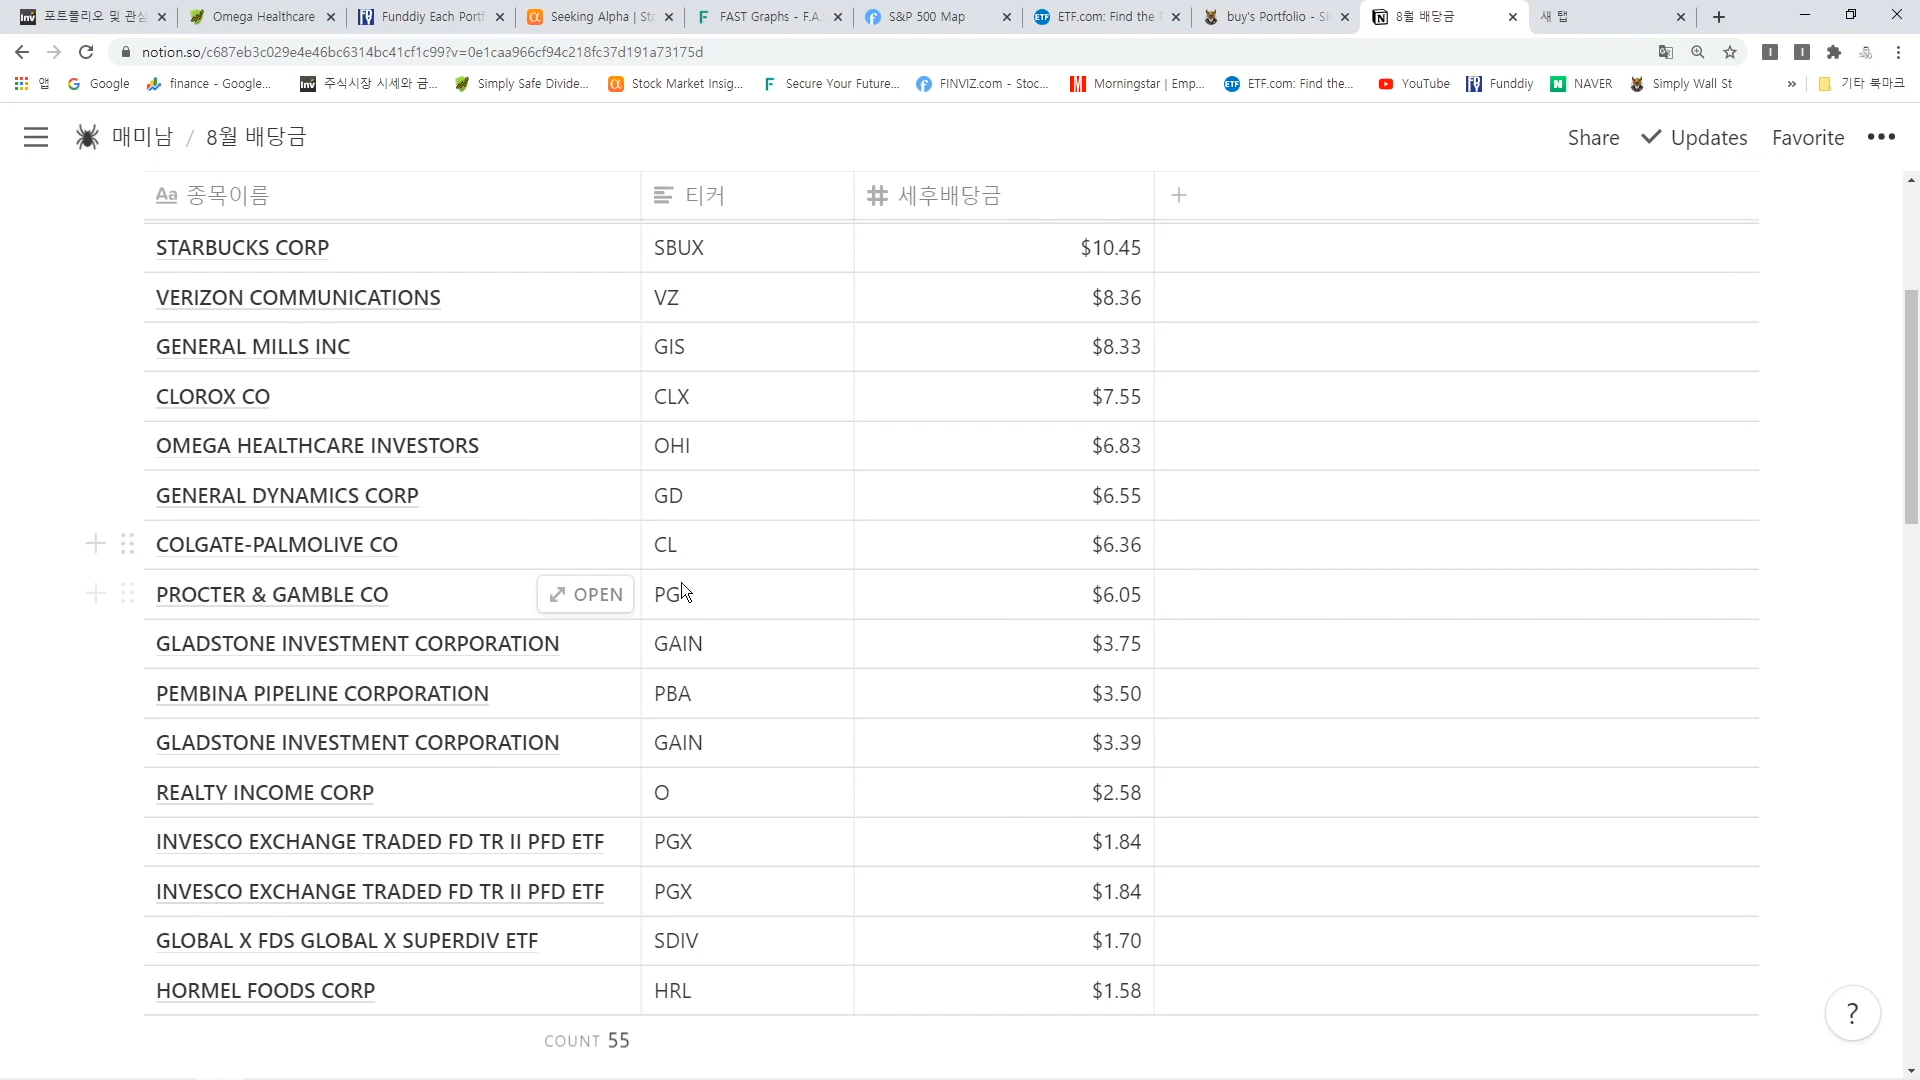 포트폴리오 및 관심
Omega Healthcare
Funddiy Each Portf
Seeking Alpha | Sto
FAST Graphs - F.A.
S&P 500 Map
ETF.com: Find the
buy's Portfolio - Si
8월 배당금
새 탭
notion.so/c687eb3c029e4e46bc6314bc41cf1c99?v=0e1caa966cf94c218fc37d191a73175d
앱
Google
finance - Google...
주식시장 시세와 금...
Simply Safe Divide...
Stock Market Insig...
Secure Your Future...
FINVIZ.com - Stoc...
Morningstar | Emp...
ETF.com: Find the...
YouTube
Funddiy
NAVER
Simply Wall St
»
기타 북마크
매미남 / 8월 배당금
Share
Updates
Favorite
•••
Aa 종목이름
티커
# 세후배당금
+
STARBUCKS CORP SBUX $10.45
VERIZON COMMUNICATIONS VZ $8.36
GENERAL MILLS INC GIS $8.33
CLOROX CO CLX $7.55
OMEGA HEALTHCARE INVESTORS OHI $6.83
GENERAL DYNAMICS CORP GD $6.55
COLGATE-PALMOLIVE CO CL $6.36
PROCTER & GAMBLE CO OPEN PG $6.05
GLADSTONE INVESTMENT CORPORATION GAIN $3.75
PEMBINA PIPELINE CORPORATION PBA $3.50
GLADSTONE INVESTMENT CORPORATION GAIN $3.39
REALTY INCOME CORP O $2.58
INVESCO EXCHANGE TRADED FD TR II PFD ETF PGX $1.84
INVESCO EXCHANGE TRADED FD TR II PFD ETF PGX $1.84
GLOBAL X FDS GLOBAL X SUPERDIV ETF SDIV $1.70
HORMEL FOODS CORP HRL $1.58
COUNT 55
?